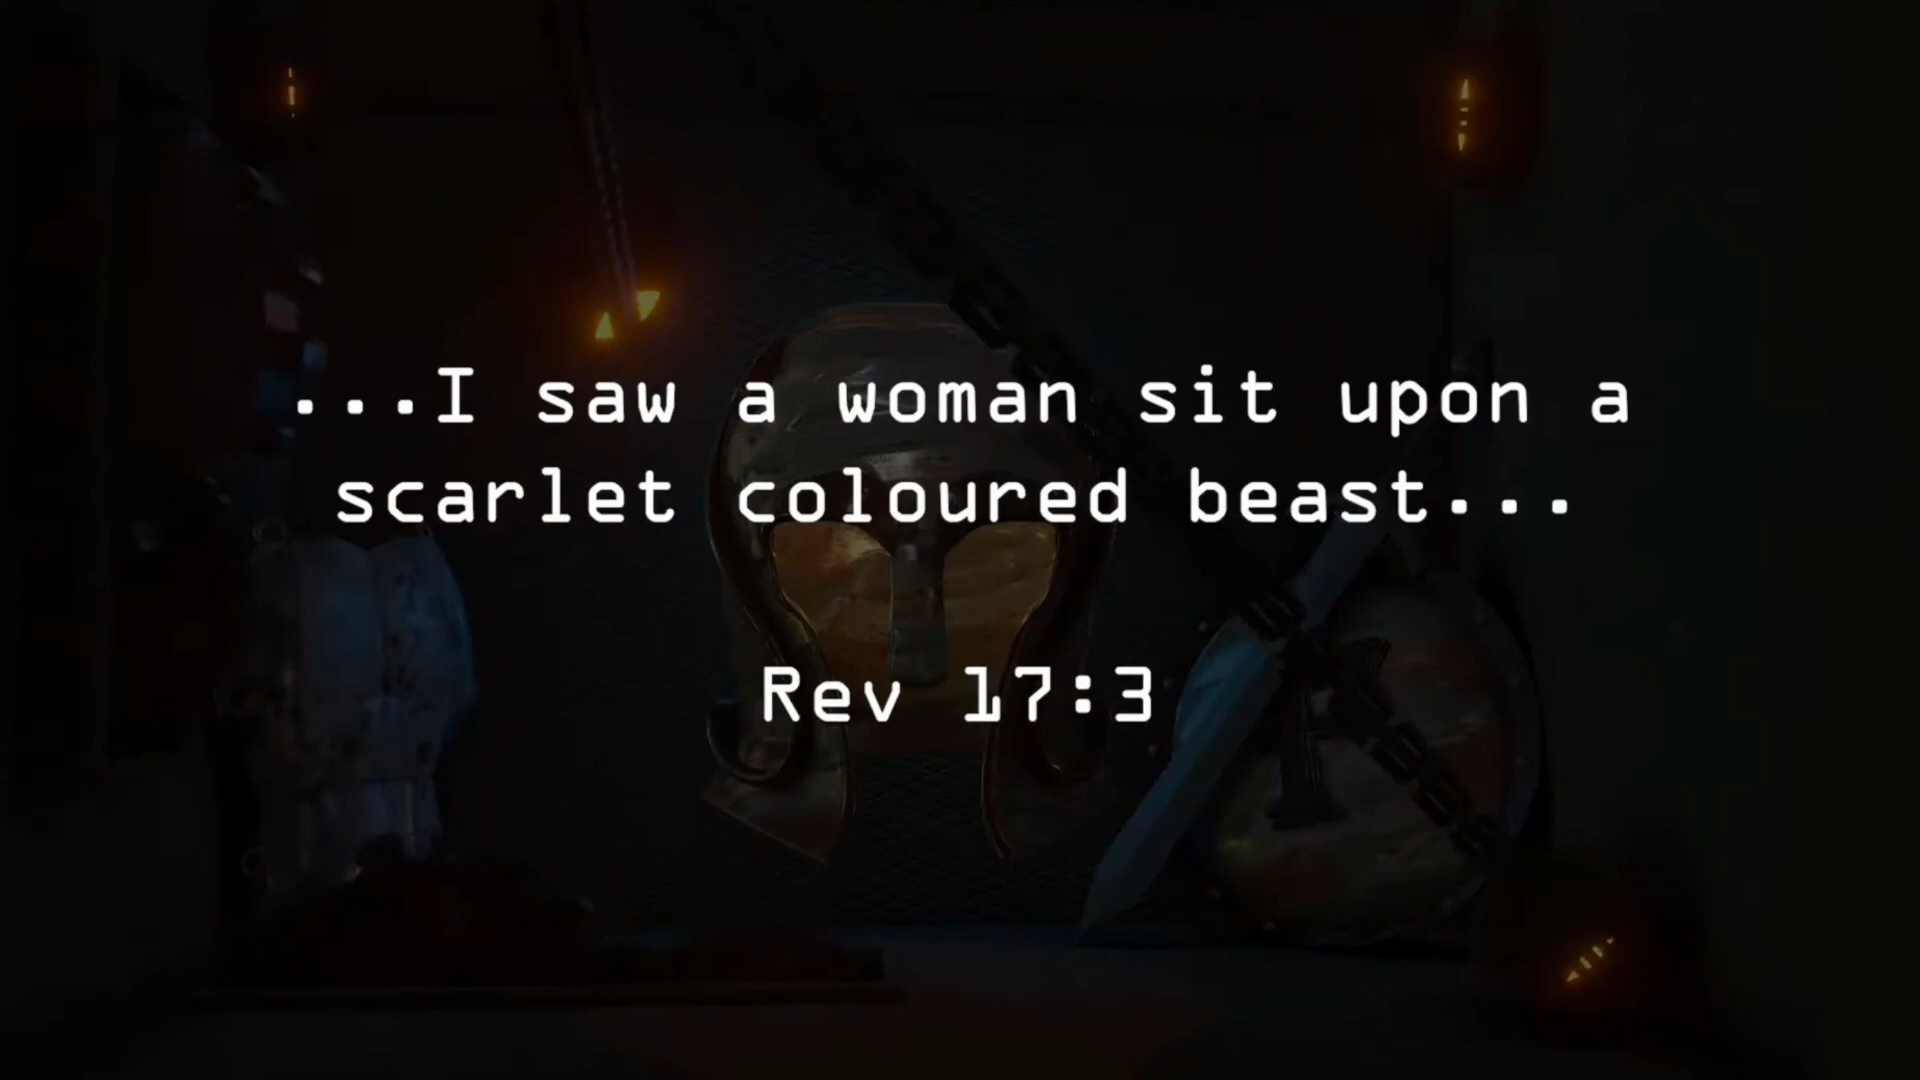 ...I saw a woman sit upon a
scarlet coloured beast...
Rev 17:3